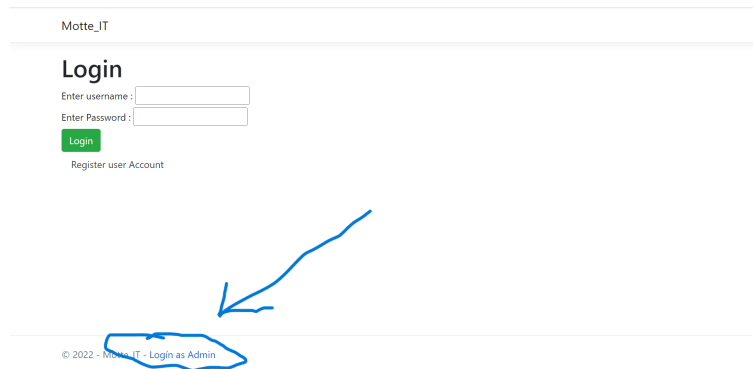 Motte_IT
Login
Enter username :
Enter Password :
Login
Register user Account
© 2022 - Motte_IT - Login as Admin